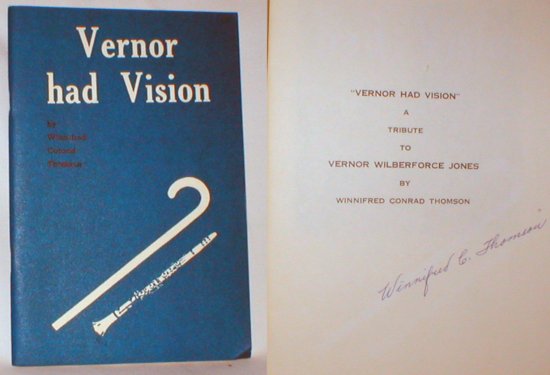 Vernor
had Vision
by
Winnifred
Conrad
Thomson
"VERNOR HAD VISION"
A
TRIBUTE
TO
VERNOR WILBERFORCE JONES
BY
WINNIFRED CONRAD THOMSON
Winnifred C. Thomson